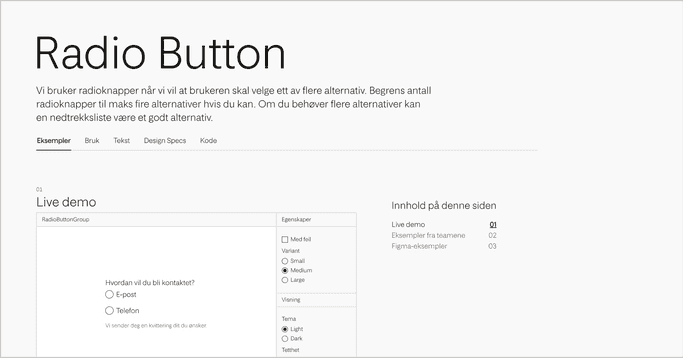 Radio Button
Vi bruker radioknapper når vi vil at brukeren skal velge ett av flere alternativ. Begrens antall
radioknapper til maks fire alternativer hvis du kan. Om du behøver flere alternativer kan
en nedtrekksliste være et godt alternativ.
Eksempler Bruk Tekst Design Specs Kode
01
Live demo
RadioButtonGroup
Egenskaper
Med feil
Variant
Small
Medium
Large
Visning
Tema
Light
Dark
Tetthet
Hvordan vil du bli kontaktet?
E-post
Telefon
Vi sender deg en kvittering dit du ønsker
Innhold på denne siden
Live demo 01
Eksempler fra teamene 02
Figma-eksempler 03